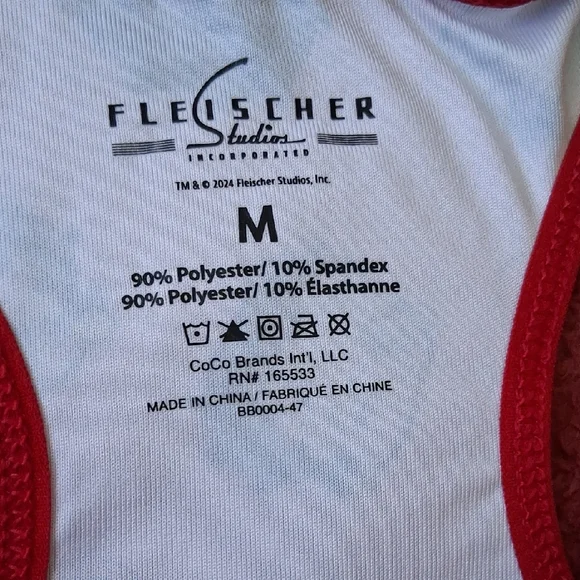 FLEISCHER
Studios
INCORPORATED
TM & © 2024 Fleischer Studios, Inc.
M
90% Polyester/ 10% Spandex
90% Polyester/ 10% Élasthanne
CoCo Brands Int'l, LLC
RN# 165533
MADE IN CHINA / FABRIQUÉ EN CHINE
BB0004-47